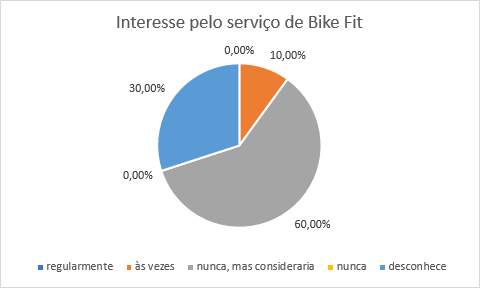 Interesse pelo serviço de Bike Fit
0,00%
10,00%
30,00%
0,00%
60,00%
regularmente às vezes nunca, mas consideraria nunca desconhece